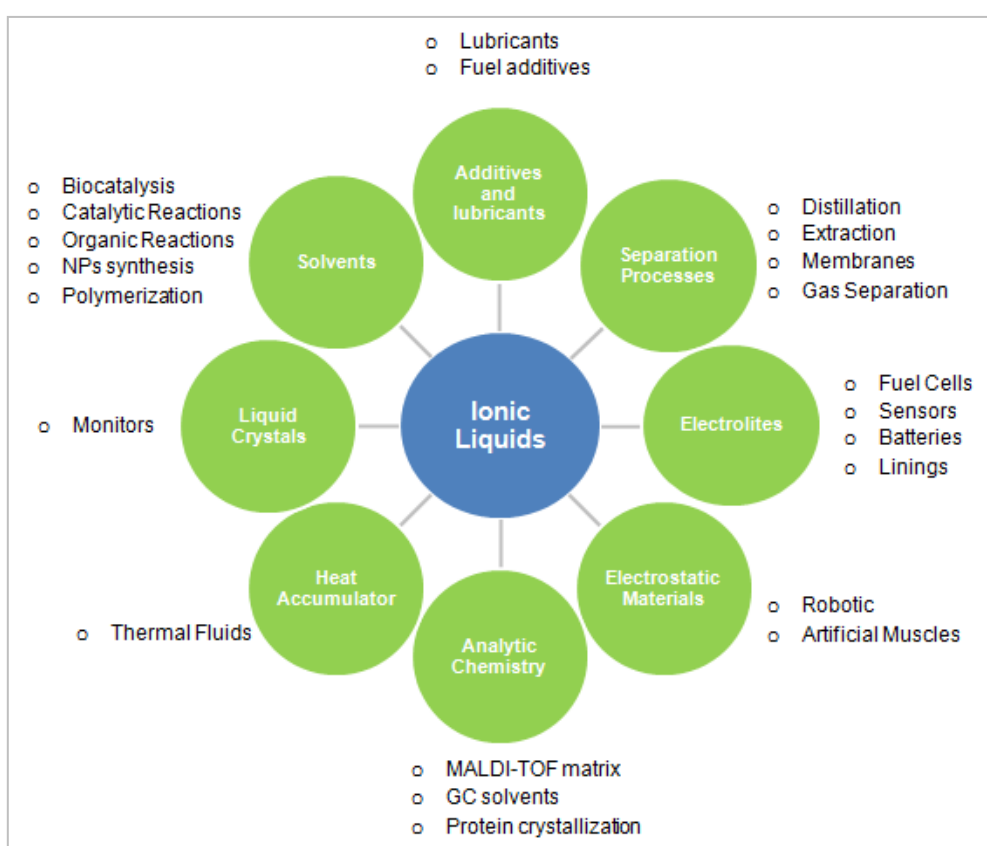 o Lubricants
o Fuel additives
Additives
and
lubricants
o Biocatalysis
o Catalytic Reactions
o Organic Reactions
o NPs synthesis
o Polymerization
Solvents
Separation
Processes
o Distillation
o Extraction
o Membranes
o Gas Separation
o Monitors
Liquid
Crystals
Ionic
Liquids
Electrolites
o Fuel Cells
o Sensors
o Batteries
o Linings
Heat
Accumulator
o Thermal Fluids
Electrostatic
Materials
o Robotic
o Artificial Muscles
Analytic
Chemistry
o MALDI-TOF matrix
o GC solvents
o Protein crystallization